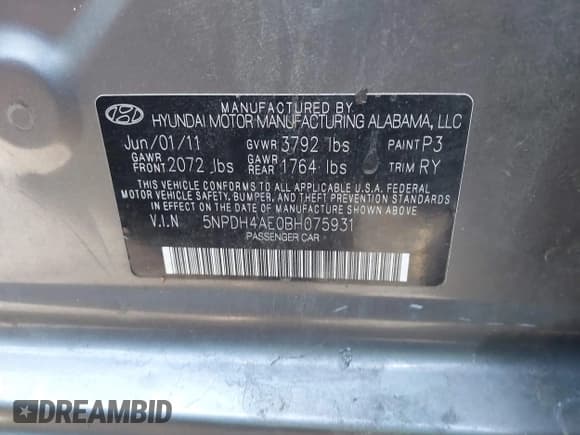 MANUFACTURED BY
HYUNDAI MOTOR MANUFACTURING ALABAMA, LLC
Jun/01/11 GVWR 3792 lbs PAINT P3
GAWR FRONT 2072 lbs GAWR REAR 1764 lbs TRIM RY
THIS VEHICLE CONFORMS TO ALL APPLICABLE U.S.A. FEDERAL
MOTOR VEHICLE SAFETY, BUMPER, AND THEFT PREVENTION STANDARDS
IN EFFECT ON THE DATE OF MANUFACTURE SHOWN ABOVE.
V.I.N 5NPDH4AE0BH075931
PASSENGER CAR
DREAMBID